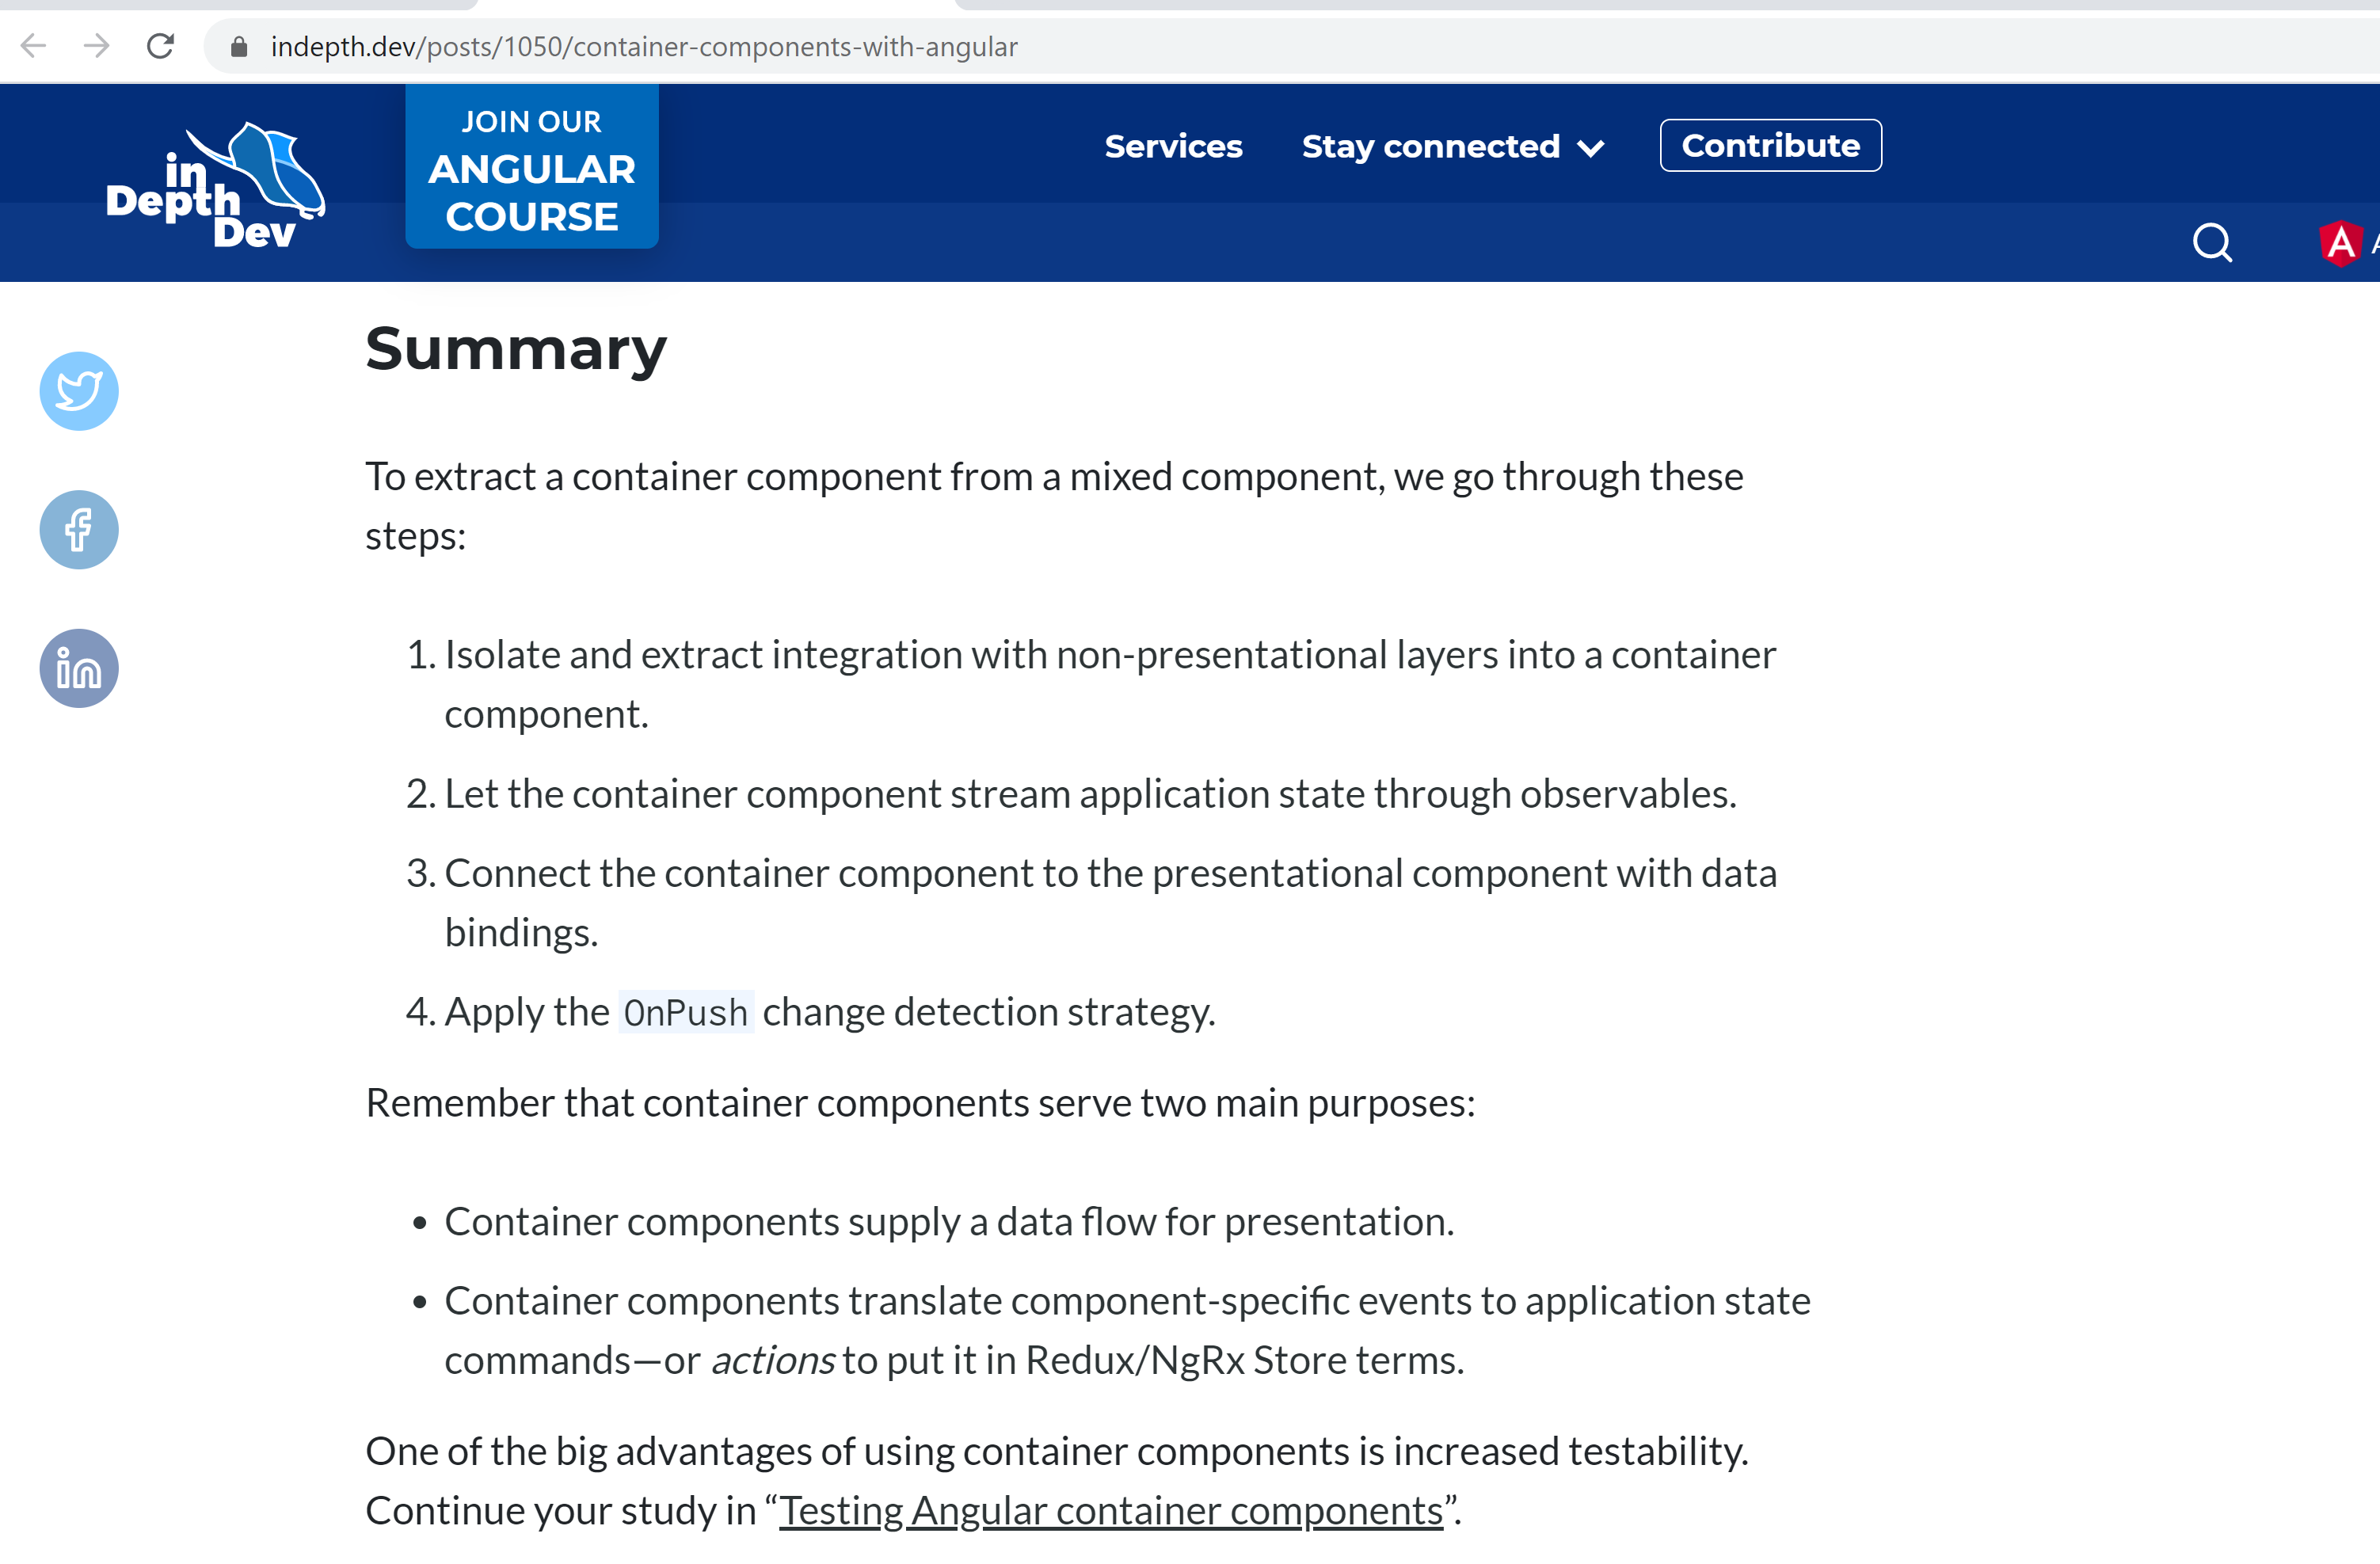 indepth.dev/posts/1050/container-components-with-angular
in
Depth
Dev
JOIN OUR
ANGULAR
COURSE
Services
Stay connected
Contribute
A
Summary
To extract a container component from a mixed component, we go through these
steps:
1. Isolate and extract integration with non-presentational layers into a container
component.
2. Let the container component stream application state through observables.
3. Connect the container component to the presentational component with data
bindings.
4. Apply the OnPush change detection strategy.
Remember that container components serve two main purposes:
• Container components supply a data flow for presentation.
• Container components translate component-specific events to application state
commands—or actions to put it in Redux/NgRx Store terms.
One of the big advantages of using container components is increased testability.
Continue your study in “Testing Angular container components”.